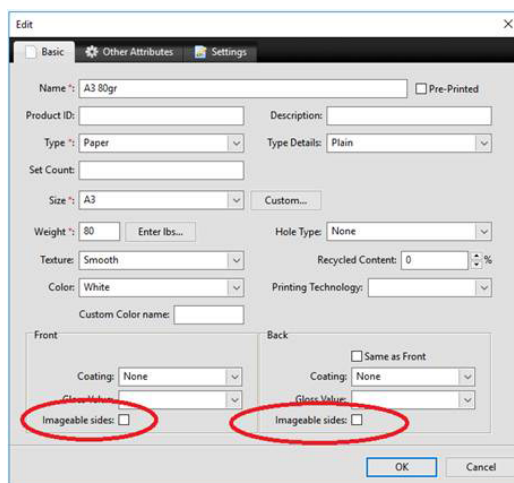 Edit
Basic Other Attributes Settings
Name *: A3 80gr Pre-Printed
Product ID: Description:
Type *: Paper Type Details: Plain
Set Count:
Size *: A3 Custom...
Weight *: 80 Enter lbs... Hole Type: None
Texture: Smooth Recycled Content: 0 %
Color: White Printing Technology:
Custom Color name:
Front Back
Same as Front
Coating: None Coating: None
Gloss Value: Gloss Value:
Imageable sides: Imageable sides:
OK Cancel